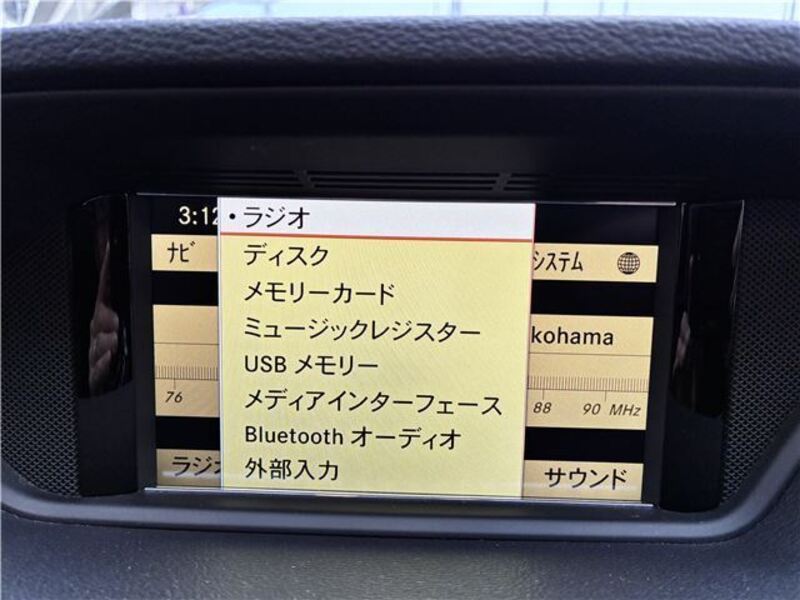 3:12
ラジオ
ナビ
システム
ディスク
メモリーカード
ミュージックレジスター
kohama
USB メモリー
メディアインターフェース
76
88 90 MHz
Bluetooth オーディオ
ラジオ
外部入力
サウンド